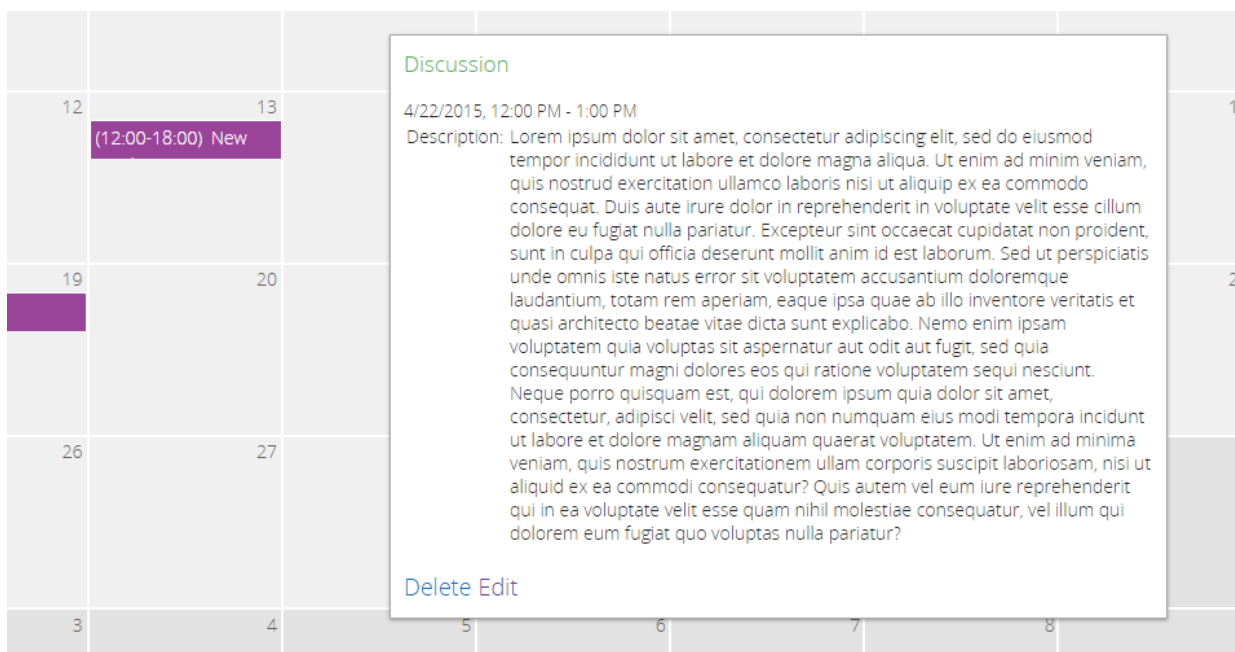 Discussion
12
13
1
(12:00-18:00) New
4/22/2015, 12:00 PM - 1:00 PM
Description: Lorem ipsum dolor sit amet, consectetur adipiscing elit, sed do eiusmod
tempor incididunt ut labore et dolore magna aliqua. Ut enim ad minim veniam,
quis nostrud exercitation ullamco laboris nisi ut aliquip ex ea commodo
consequat. Duis aute irure dolor in reprehenderit in voluptate velit esse cillum
dolore eu fugiat nulla pariatur. Excepteur sint occaecat cupidatat non proident,
sunt in culpa qui officia deserunt mollit anim id est laborum. Sed ut perspiciatis
unde omnis iste natus error sit voluptatem accusantium doloremque
laudantium, totam rem aperiam, eaque ipsa quae ab illo inventore veritatis et
quasi architecto beatae vitae dicta sunt explicabo. Nemo enim ipsam
voluptatem quia voluptas sit aspernatur aut odit aut fugit, sed quia
consequuntur magni dolores eos qui ratione voluptatem sequi nesciunt.
Neque porro quisquam est, qui dolorem ipsum quia dolor sit amet,
consectetur, adipisci velit, sed quia non numquam eius modi tempora incidunt
ut labore et dolore magnam aliquam quaerat voluptatem. Ut enim ad minima
veniam, quis nostrum exercitationem ullam corporis suscipit laboriosam, nisi ut
aliquid ex ea commodi consequatur? Quis autem vel eum iure reprehenderit
qui in ea voluptate velit esse quam nihil molestiae consequatur, vel illum qui
dolorem eum fugiat quo voluptas nulla pariatur?
19
20
2
26
27
Delete Edit
3
4
5
6
7
8